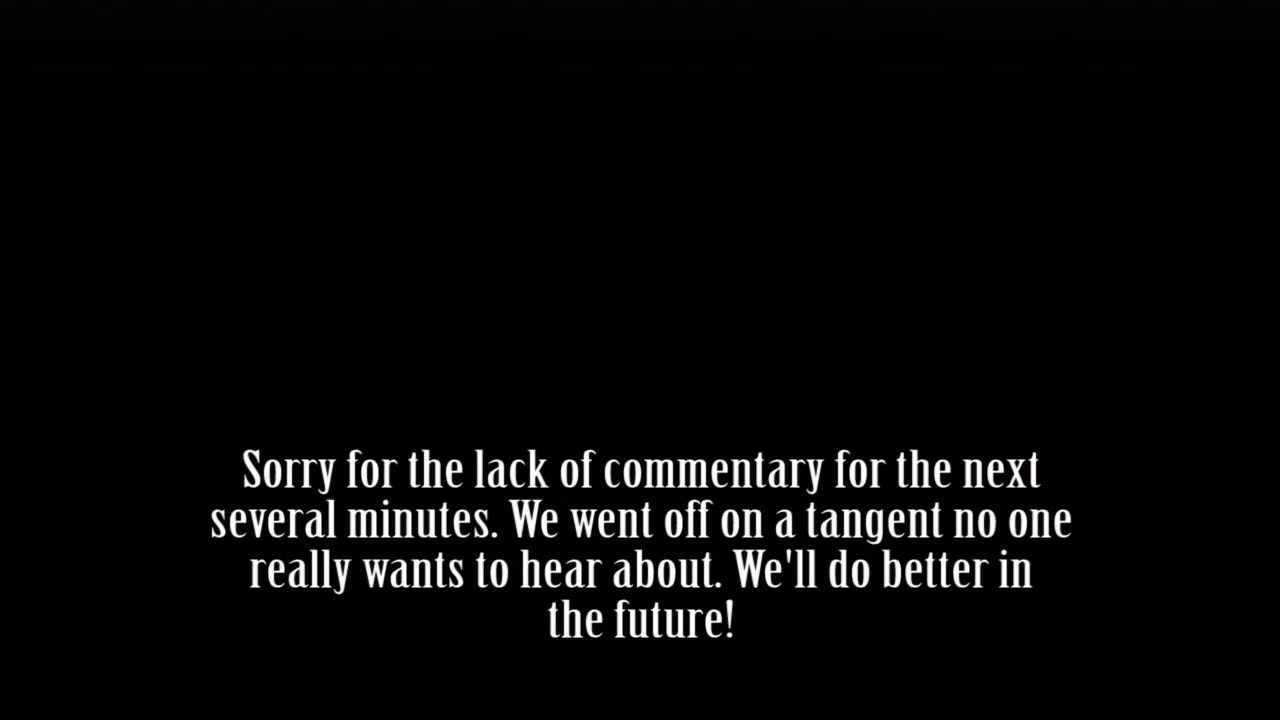 Sorry for the lack of commentary for the next
several minutes. We went off on a tangent no one
really wants to hear about. We'll do better in
the future!